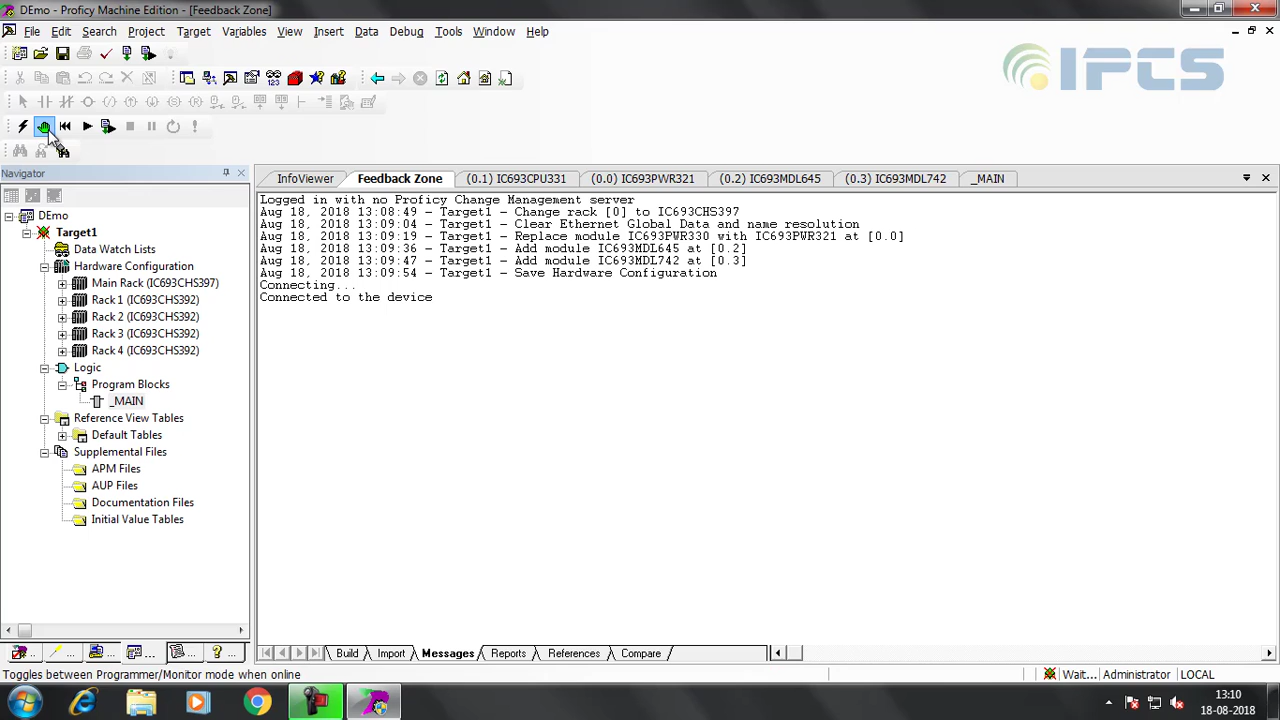 DEmo - Proficy Machine Edition - [Feedback Zone]
File Edit Search Project Target Variables View Insert Data Debug Tools Window Help
IPCS
Navigator
InfoViewer Feedback Zone (0.1) IC693CPU331 (0.0) IC693PWR321 (0.2) IC693MDL645 (0.3) IC693MDL742 _MAIN
DEmo
Target1
Data Watch Lists
Hardware Configuration
Main Rack (IC693CHS397)
Rack 1 (IC693CHS392)
Rack 2 (IC693CHS392)
Rack 3 (IC693CHS392)
Rack 4 (IC693CHS392)
Logic
Program Blocks
_MAIN
Reference View Tables
Default Tables
Supplemental Files
APM Files
AUP Files
Documentation Files
Initial Value Tables
Logged in with no Proficy Change Management server
Aug 18, 2018 13:08:49 - Target1 - Change rack [0] to IC693CHS397
Aug 18, 2018 13:09:04 - Target1 - Clear Ethernet Global Data and name resolution
Aug 18, 2018 13:09:19 - Target1 - Replace module IC693PWR330 with IC693PWR321 at [0.0]
Aug 18, 2018 13:09:36 - Target1 - Add module IC693MDL645 at [0.2]
Aug 18, 2018 13:09:47 - Target1 - Add module IC693MDL742 at [0.3]
Aug 18, 2018 13:09:54 - Target1 - Save Hardware Configuration
Connecting...
Connected to the device
Build Import Messages Reports References Compare
Toggles between Programmer/Monitor mode when online
Wait... Administrator LOCAL
13:10
18-08-2018